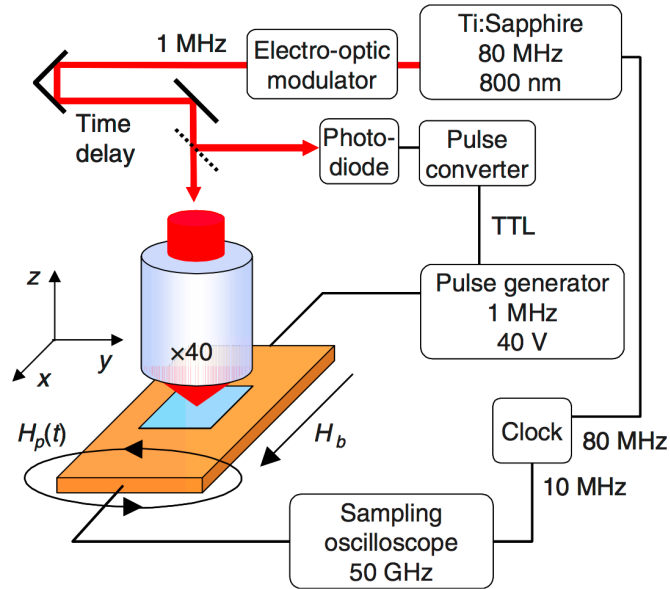 1 MHz
Electro-optic
modulator
Ti:Sapphire
80 MHz
800 nm
Time
delay
Photo-
diode
Pulse
converter
TTL
Pulse generator
1 MHz
40 V
z
y
x
×40
Hp(t)
Hb
Clock
80 MHz
10 MHz
Sampling
oscilloscope
50 GHz